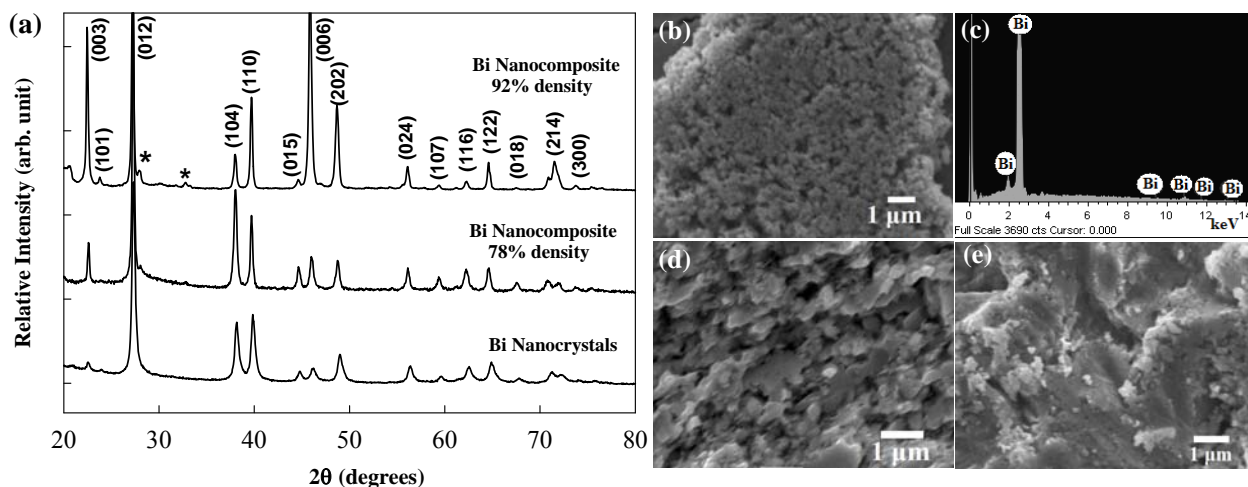 (a)
Relative Intensity (arb. unit)
(003)
(101)
(012)
*
*
(104)
(110)
(015)
(006)
(202)
(024)
(107)
(116)
(122)
(018)
(214)
(300)
Bi Nanocomposite
92% density
Bi Nanocomposite
78% density
Bi Nanocrystals
20 30 40 50 60 70 80
2θ (degrees)
(b)
1 µm
(c)
Bi
Bi
Bi
Bi
Bi
Bi
0 2 4 6 8 10 12 14
Full Scale 3690 cts Cursor: 0.000
keV
(d)
1 µm
(e)
1 µm